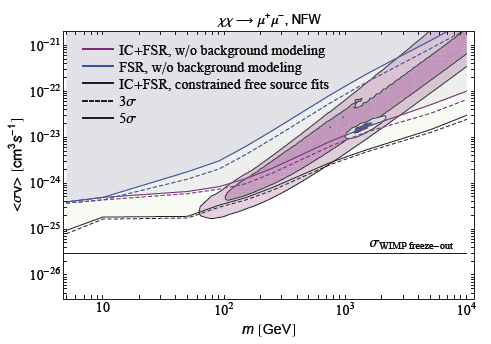 χχ ⟶ μ⁺μ⁻, NFW
IC+FSR, w/o background modeling
FSR, w/o background modeling
IC+FSR, constrained free source fits
3σ
5σ
<σv> [cm³s⁻¹]
10⁻²¹
10⁻²²
10⁻²³
10⁻²⁴
10⁻²⁵
10⁻²⁶
σWIMP freeze-out
10
10²
10³
10⁴
m [GeV]